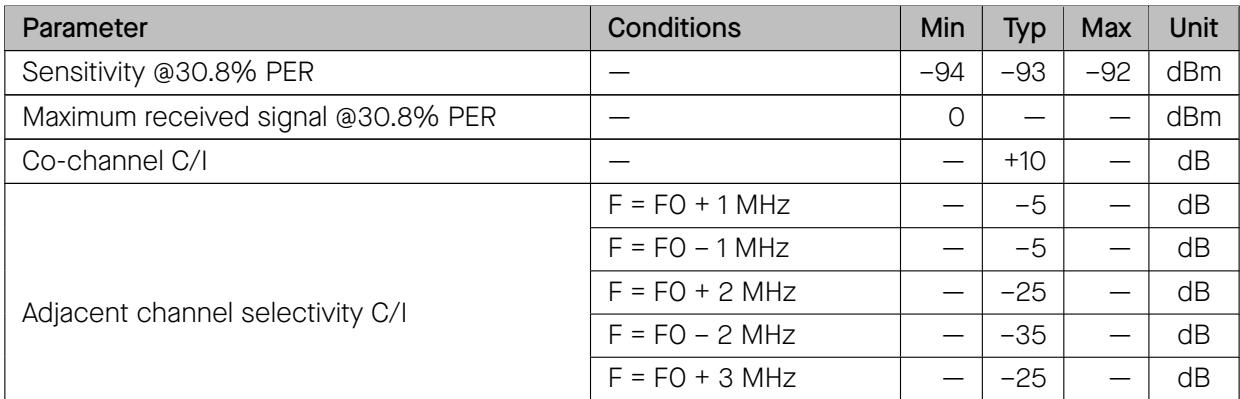 Parameter Conditions Min Typ Max Unit
Sensitivity @30.8% PER — –94 –93 –92 dBm
Maximum received signal @30.8% PER — 0 — — dBm
Co-channel C/I — — +10 — dB
F = F0 + 1 MHz — –5 — dB
F = F0 – 1 MHz — –5 — dB
F = F0 + 2 MHz — –25 — dB
Adjacent channel selectivity C/I
F = F0 – 2 MHz — –35 — dB
F = F0 + 3 MHz — –25 — dB